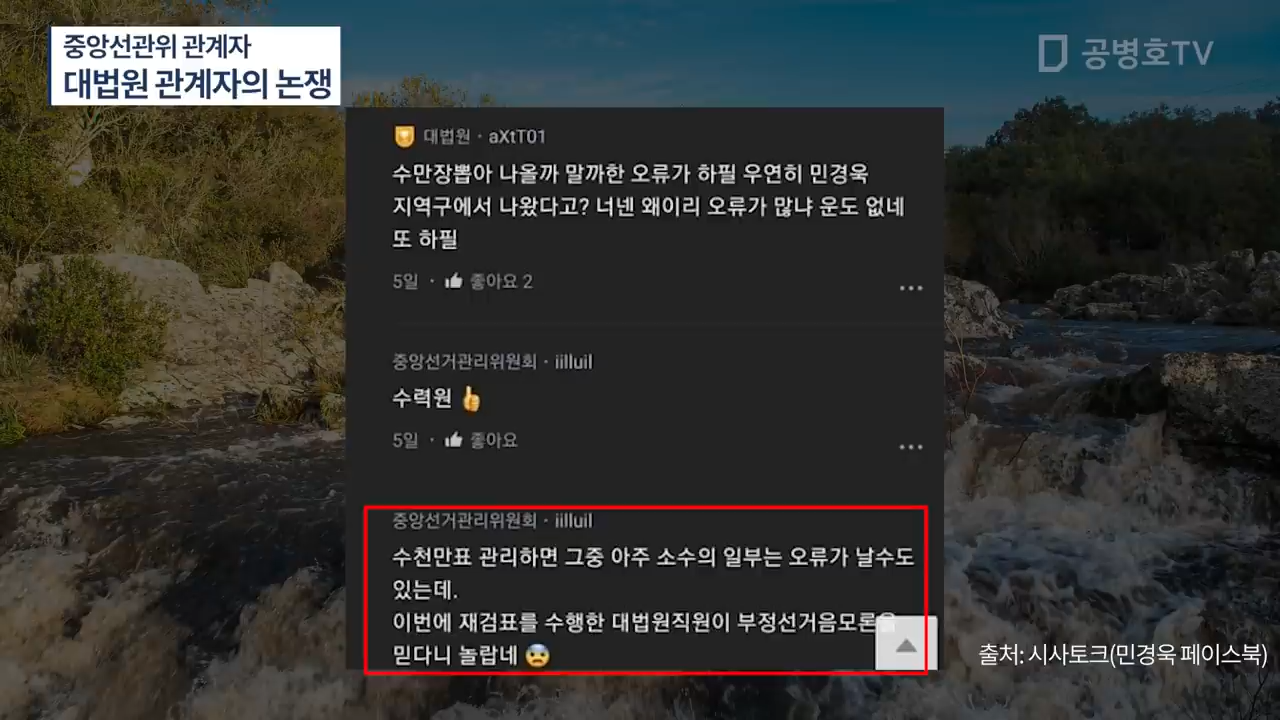 중앙선관위 관계자
대법원 관계자의 논쟁
공병호TV
대법원 · aXtT01
수만장뽑아 나올까 말까한 오류가 하필 우연히 민경욱
지역구에서 나왔다고? 너넨 왜이리 오류가 많냐 운도 없네
또 하필
5일 · 좋아요 2
중앙선거관리위원회 · iilluil
수력원 👍
5일 · 좋아요
중앙선거관리위원회 · iilluil
수천만표 관리하면 그중 아주 소수의 일부는 오류가 날수도
있는데.
이번에 재검표를 수행한 대법원직원이 부정선거음모론을
믿다니 놀랍네 😨
출처: 시사토크(민경욱 페이스북)